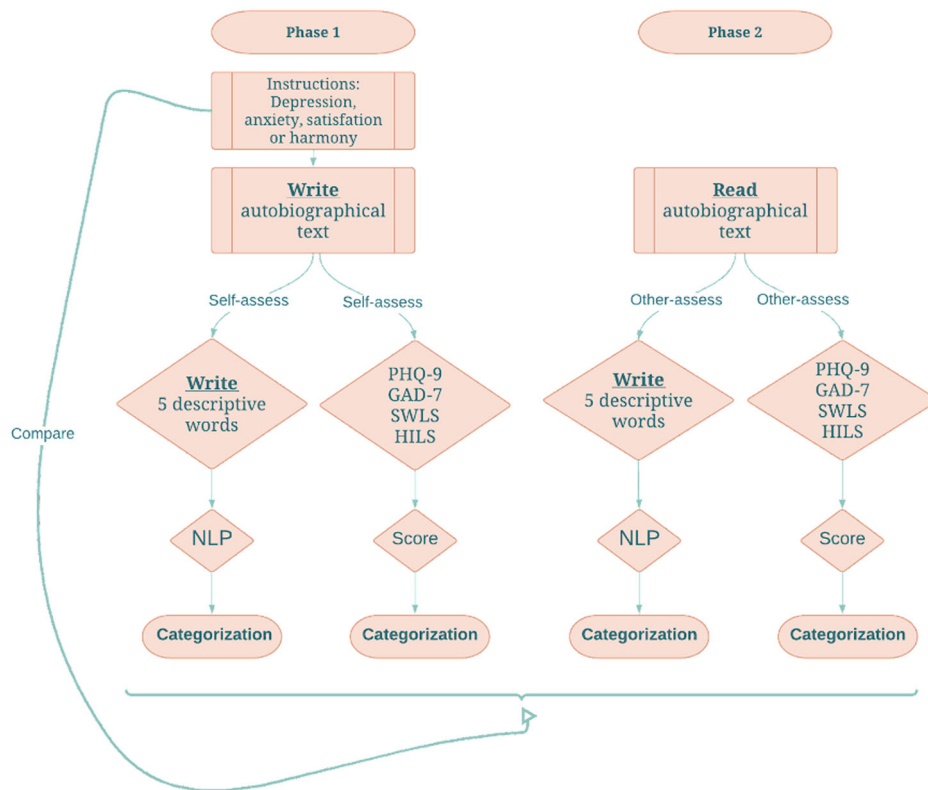 Phase 1
Phase 2
Instructions:
Depression,
anxiety, satisfation
or harmony
Write
autobiographical
text
Read
autobiographical
text
Self-assess
Self-assess
Other-assess
Other-assess
Write
5 descriptive
words
PHQ-9
GAD-7
SWLS
HILS
Write
5 descriptive
words
PHQ-9
GAD-7
SWLS
HILS
Compare
NLP
Score
NLP
Score
Categorization
Categorization
Categorization
Categorization